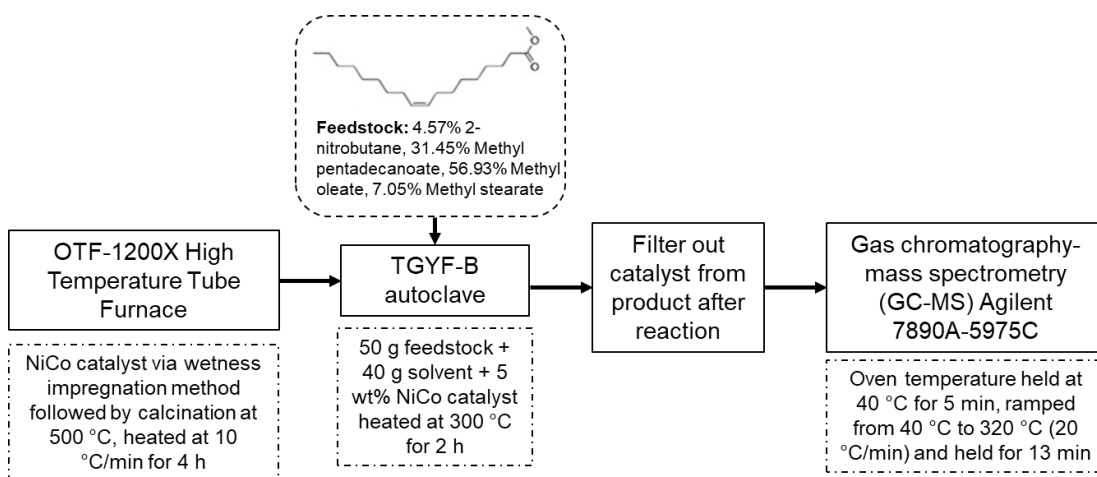 O
O
Feedstock: 4.57% 2-
nitrobutane, 31.45% Methyl
pentadecanoate, 56.93% Methyl
oleate, 7.05% Methyl stearate
OTF-1200X High
Temperature Tube
Furnace
NiCo catalyst via wetness
impregnation method
followed by calcination at
500 °C, heated at 10
°C/min for 4 h
TGYF-B
autoclave
50 g feedstock +
40 g solvent + 5
wt% NiCo catalyst
heated at 300 °C
for 2 h
Filter out
catalyst from
product after
reaction
Gas chromatography-
mass spectrometry
(GC-MS) Agilent
7890A-5975C
Oven temperature held at
40 °C for 5 min, ramped
from 40 °C to 320 °C (20
°C/min) and held for 13 min